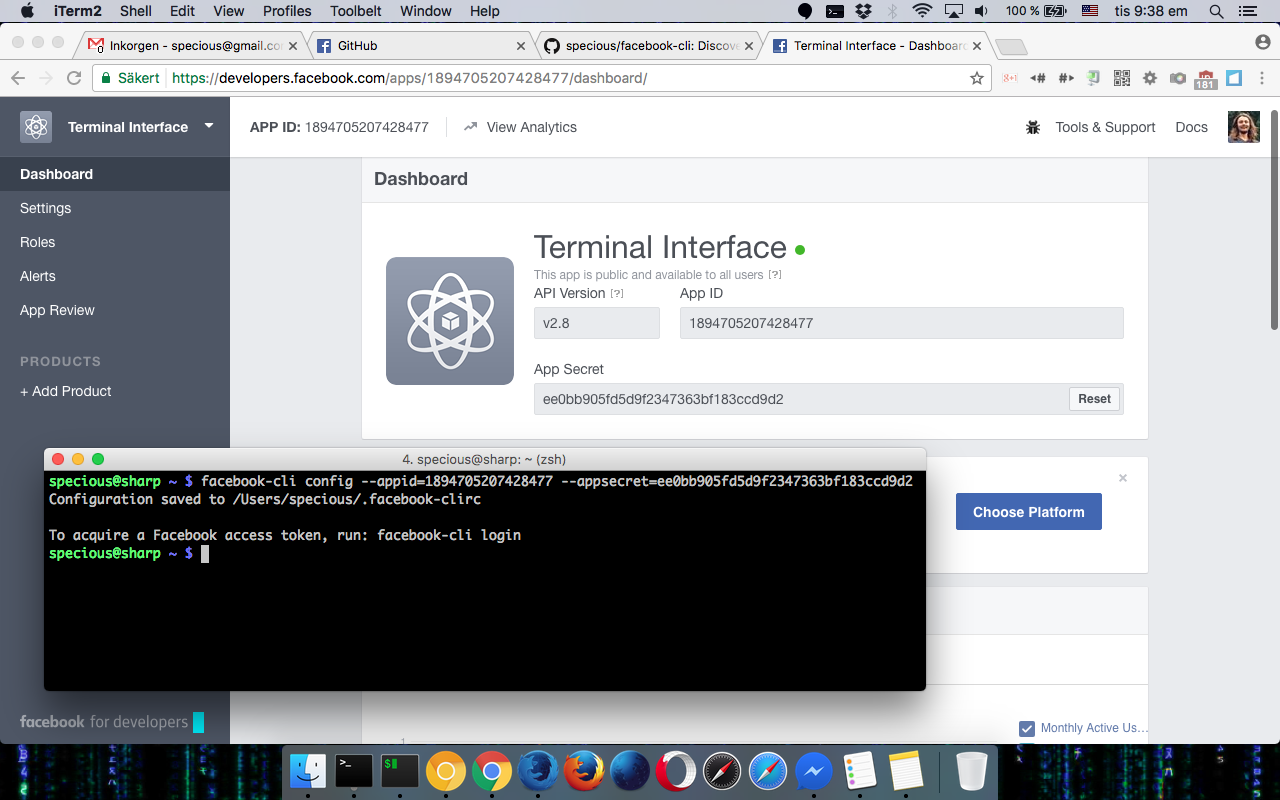 iTerm2 Shell Edit View Profiles Toolbelt Window Help 100 % tis 9:38 em
Inkorgen - specious@gmail.co
GitHub
specious/facebook-cli: Discov
Terminal Interface - Dashboard
Säkert https://developers.facebook.com/apps/1894705207428477/dashboard/
181
Terminal Interface
APP ID: 1894705207428477 View Analytics Tools & Support Docs
Dashboard
Settings
Roles
Alerts
App Review
PRODUCTS
+ Add Product
Dashboard
Terminal Interface
This app is public and available to all users [?]
API Version [?] App ID
v2.8 1894705207428477
App Secret
ee0bb905fd5d9f2347363bf183ccd9d2 Reset
Choose Platform
4. specious@sharp: ~ (zsh)
specious@sharp ~ $ facebook-cli config --appid=1894705207428477 --appsecret=ee0bb905fd5d9f2347363bf183ccd9d2
Configuration saved to /Users/specious/.facebook-clirc
To acquire a Facebook access token, run: facebook-cli login
specious@sharp ~ $
facebook for developers
Monthly Active Us...